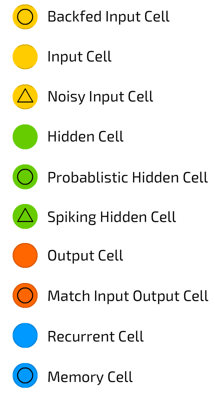 Backfed Input Cell
Input Cell
Noisy Input Cell
Hidden Cell
Probablistic Hidden Cell
Spiking Hidden Cell
Output Cell
Match Input Output Cell
Recurrent Cell
Memory Cell